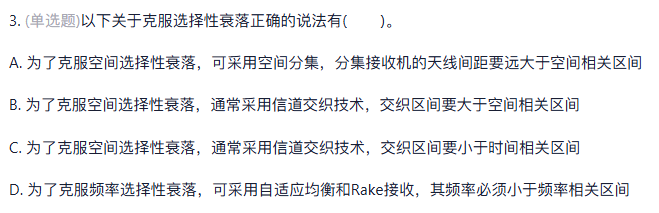 3. (单选题)以下关于克服选择性衰落正确的说法有(  )。
A. 为了克服空间选择性衰落，可采用空间分集，分集接收机的天线间距要远大于空间相关区间
B. 为了克服空间选择性衰落，通常采用信道交织技术，交织区间要大于空间相关区间
C. 为了克服空间选择性衰落，通常采用信道交织技术，交织区间要小于时间相关区间
D. 为了克服频率选择性衰落，可采用自适应均衡和Rake接收，其频率必须小于频率相关区间